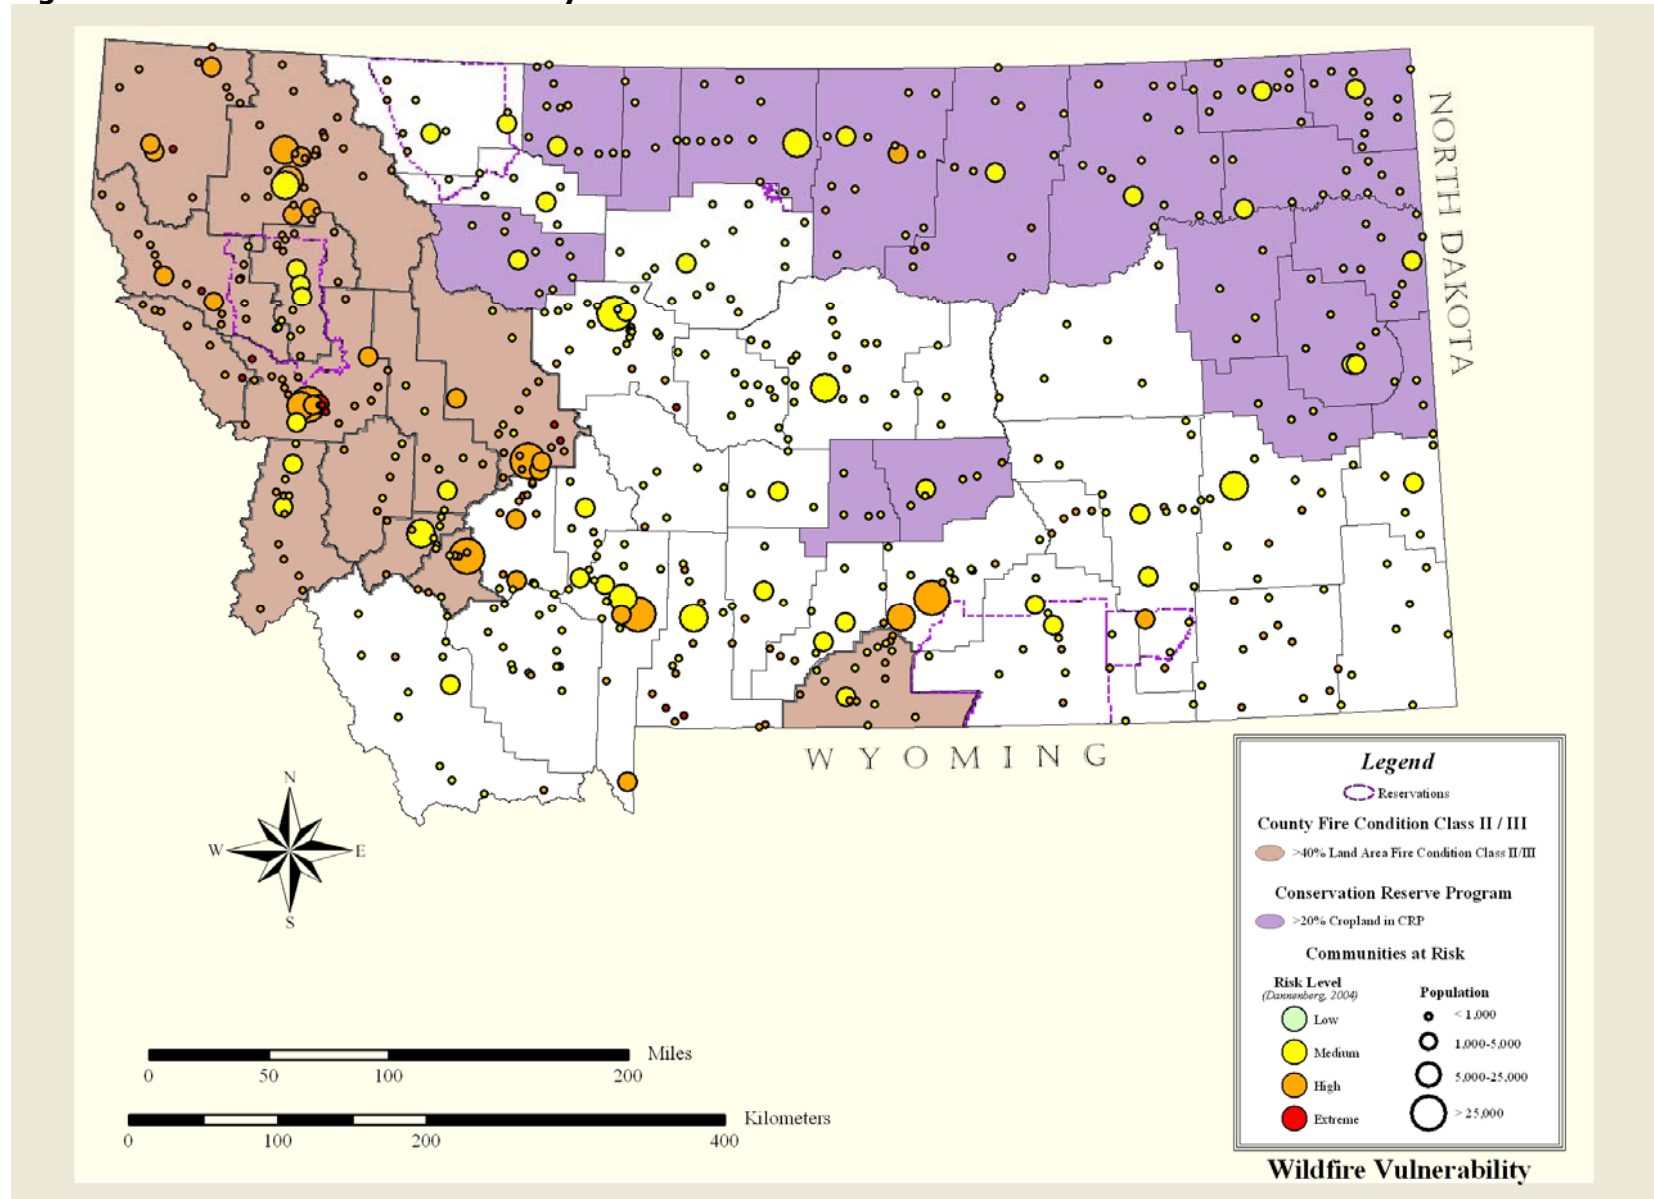 NORTH DAKOTA
WYOMING
N
W E
S
Legend
Reservations
County Fire Condition Class II / III
>40% Land Area Fire Condition Class II/III
Conservation Reserve Program
>20% Cropland in CRP
Communities at Risk
Risk Level
(Dannenberg, 2004)
Low
Medium
High
Extreme
Population
< 1,000
1,000-5,000
5,000-25,000
> 25,000
Miles
0 50 100 200
Kilometers
0 100 200 400
Wildfire Vulnerability